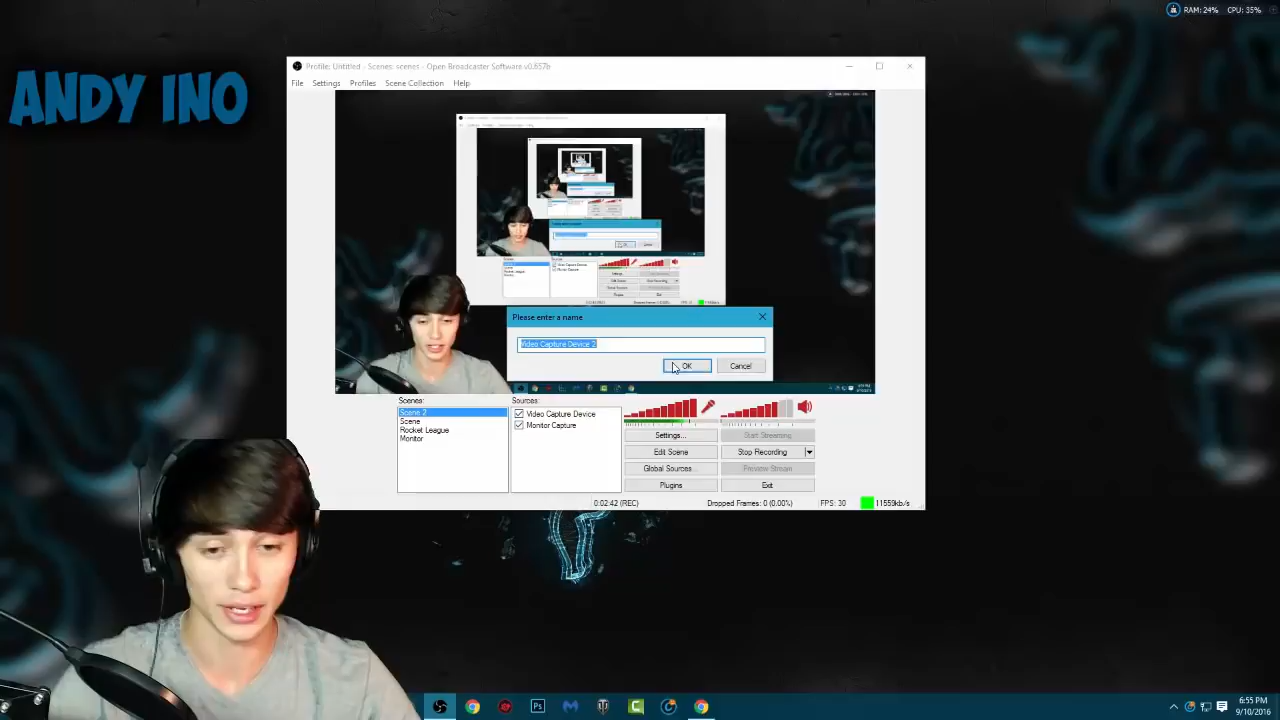 RAM: 24% CPU: 35%
ANDY INO
Profile: Untitled - Scenes: scenes - Open Broadcaster Software v0.657b
File Settings Profiles Scene Collection Help
Please enter a name
Video Capture Device 2
OK Cancel
Scenes:
Scene 2
Scene
Rocket League
Monitor
Sources:
Video Capture Device
Monitor Capture
Settings... Start Streaming
Edit Scene Stop Recording
Global Sources... Preview Stream
Plugins Exit
0:02:42 (REC) Dropped Frames: 0 (0.00%) FPS: 30 11559kb/s
Ps
6:55 PM
9/10/2016